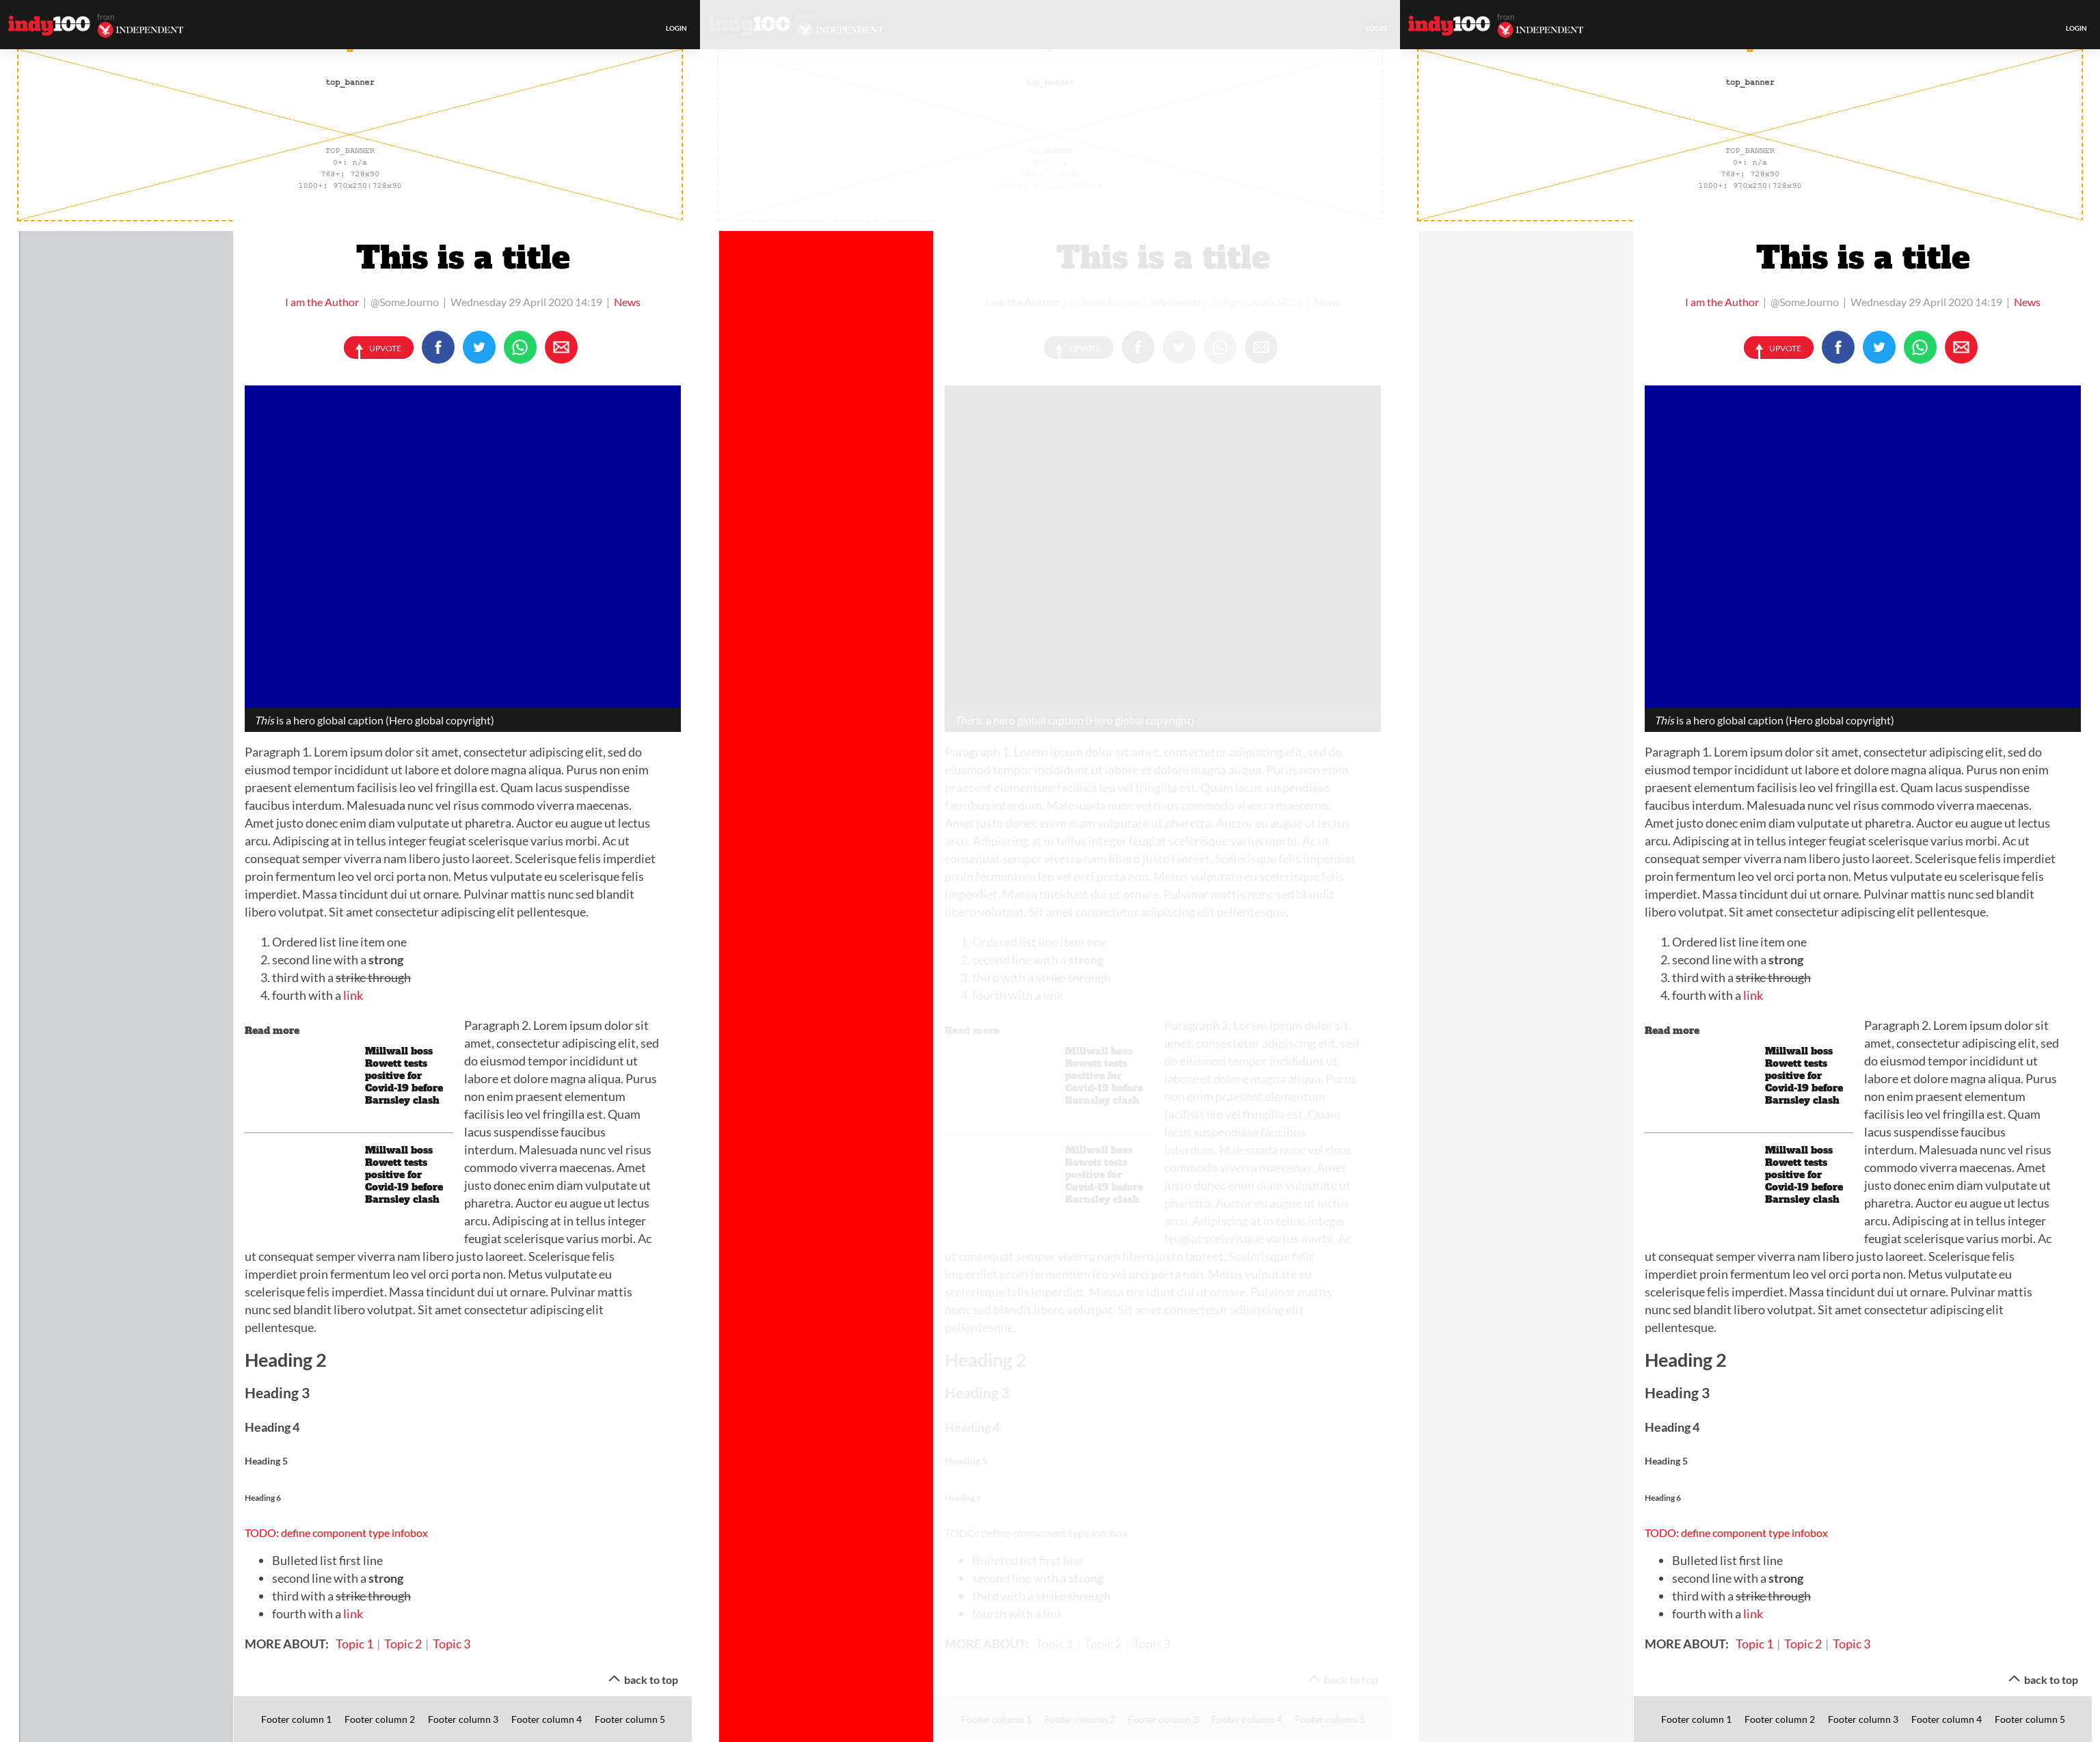 indy100 from INDEPENDENT
LOGIN
top_banner
TOP_BANNER
0+: n/a
768+: 728x90
1000+: 970x250|728x90
This is a title
I am the Author | @SomeJourno | Wednesday 29 April 2020 14:19 | News
UPVOTE
This is a hero global caption (Hero global copyright)
Paragraph 1. Lorem ipsum dolor sit amet, consectetur adipiscing elit, sed do
eiusmod tempor incididunt ut labore et dolore magna aliqua. Purus non enim
praesent elementum facilisis leo vel fringilla est. Quam lacus suspendisse
faucibus interdum. Malesuada nunc vel risus commodo viverra maecenas.
Amet justo donec enim diam vulputate ut pharetra. Auctor eu augue ut lectus
arcu. Adipiscing at in tellus integer feugiat scelerisque varius morbi. Ac ut
consequat semper viverra nam libero justo laoreet. Scelerisque felis imperdiet
proin fermentum leo vel orci porta non. Metus vulputate eu scelerisque felis
imperdiet. Massa tincidunt dui ut ornare. Pulvinar mattis nunc sed blandit
libero volutpat. Sit amet consectetur adipiscing elit pellentesque.
1. Ordered list line item one
2. second line with a strong
3. third with a strike through
4. fourth with a link
Read more
Millwall boss
Rowett tests
positive for
Covid-19 before
Barnsley clash
Millwall boss
Rowett tests
positive for
Covid-19 before
Barnsley clash
Paragraph 2. Lorem ipsum dolor sit
amet, consectetur adipiscing elit, sed
do eiusmod tempor incididunt ut
labore et dolore magna aliqua. Purus
non enim praesent elementum
facilisis leo vel fringilla est. Quam
lacus suspendisse faucibus
interdum. Malesuada nunc vel risus
commodo viverra maecenas. Amet
justo donec enim diam vulputate ut
pharetra. Auctor eu augue ut lectus
arcu. Adipiscing at in tellus integer
feugiat scelerisque varius morbi. Ac
ut consequat semper viverra nam libero justo laoreet. Scelerisque felis
imperdiet proin fermentum leo vel orci porta non. Metus vulputate eu
scelerisque felis imperdiet. Massa tincidunt dui ut ornare. Pulvinar mattis
nunc sed blandit libero volutpat. Sit amet consectetur adipiscing elit
pellentesque.
Heading 2
Heading 3
Heading 4
Heading 5
Heading 6
TODO: define component type infobox
• Bulleted list first line
• second line with a strong
• third with a strike through
• fourth with a link
MORE ABOUT: Topic 1 | Topic 2 | Topic 3
back to top
Footer column 1 Footer column 2 Footer column 3 Footer column 4 Footer column 5
indy100 INDEPENDENT
LOGIN
top_banner
This is a title
I am the Author | @SomeJourno | Wednesday 29 April 2020 14:19 | News
UPVOTE
This is a hero global caption (Hero global copyright)
Paragraph 1. Lorem ipsum dolor sit amet, consectetur adipiscing elit, sed do
eiusmod tempor incididunt ut labore et dolore magna aliqua. Purus non enim
praesent elementum facilisis leo vel fringilla est. Quam lacus suspendisse
faucibus interdum. Malesuada nunc vel risus commodo viverra maecenas.
Amet justo donec enim diam vulputate ut pharetra. Auctor eu augue ut lectus
arcu. Adipiscing at in tellus integer feugiat scelerisque varius morbi. Ac ut
consequat semper viverra nam libero justo laoreet. Scelerisque felis imperdiet
proin fermentum leo vel orci porta non. Metus vulputate eu scelerisque felis
imperdiet. Massa tincidunt dui ut ornare. Pulvinar mattis nunc sed blandit
libero volutpat. Sit amet consectetur adipiscing elit pellentesque.
1. Ordered list line item one
2. second line with a strong
3. third with a strike through
4. fourth with a link
Read more
Millwall boss
Rowett tests
positive for
Covid-19 before
Barnsley clash
Millwall boss
Rowett tests
positive for
Covid-19 before
Barnsley clash
Paragraph 2. Lorem ipsum dolor sit
amet, consectetur adipiscing elit, sed
do eiusmod tempor incididunt ut
labore et dolore magna aliqua. Purus
non enim praesent elementum
facilisis leo vel fringilla est. Quam
lacus suspendisse faucibus
interdum. Malesuada nunc vel risus
commodo viverra maecenas. Amet
justo donec enim diam vulputate ut
pharetra. Auctor eu augue ut lectus
arcu. Adipiscing at in tellus integer
feugiat scelerisque varius morbi. Ac
ut consequat semper viverra nam libero justo laoreet. Scelerisque felis
imperdiet proin fermentum leo vel orci porta non. Metus vulputate eu
scelerisque felis imperdiet. Massa tincidunt dui ut ornare. Pulvinar mattis
nunc sed blandit libero volutpat. Sit amet consectetur adipiscing elit
pellentesque.
Heading 2
Heading 3
Heading 4
Heading 5
Heading 6
TODO: define component type infobox
• Bulleted list first line
• second line with a strong
• third with a strike through
• fourth with a link
MORE ABOUT: Topic 1 | Topic 2 | Topic 3
back to top
Footer column 1 Footer column 2 Footer column 3 Footer column 4 Footer column 5
indy100 from INDEPENDENT
LOGIN
top_banner
TOP_BANNER
0+: n/a
768+: 728x90
1000+: 970x250|728x90
This is a title
I am the Author | @SomeJourno | Wednesday 29 April 2020 14:19 | News
UPVOTE
This is a hero global caption (Hero global copyright)
Paragraph 1. Lorem ipsum dolor sit amet, consectetur adipiscing elit, sed do
eiusmod tempor incididunt ut labore et dolore magna aliqua. Purus non enim
praesent elementum facilisis leo vel fringilla est. Quam lacus suspendisse
faucibus interdum. Malesuada nunc vel risus commodo viverra maecenas.
Amet justo donec enim diam vulputate ut pharetra. Auctor eu augue ut lectus
arcu. Adipiscing at in tellus integer feugiat scelerisque varius morbi. Ac ut
consequat semper viverra nam libero justo laoreet. Scelerisque felis imperdiet
proin fermentum leo vel orci porta non. Metus vulputate eu scelerisque felis
imperdiet. Massa tincidunt dui ut ornare. Pulvinar mattis nunc sed blandit
libero volutpat. Sit amet consectetur adipiscing elit pellentesque.
1. Ordered list line item one
2. second line with a strong
3. third with a strike through
4. fourth with a link
Read more
Millwall boss
Rowett tests
positive for
Covid-19 before
Barnsley clash
Millwall boss
Rowett tests
positive for
Covid-19 before
Barnsley clash
Paragraph 2. Lorem ipsum dolor sit
amet, consectetur adipiscing elit, sed
do eiusmod tempor incididunt ut
labore et dolore magna aliqua. Purus
non enim praesent elementum
facilisis leo vel fringilla est. Quam
lacus suspendisse faucibus
interdum. Malesuada nunc vel risus
commodo viverra maecenas. Amet
justo donec enim diam vulputate ut
pharetra. Auctor eu augue ut lectus
arcu. Adipiscing at in tellus integer
feugiat scelerisque varius morbi. Ac
ut consequat semper viverra nam libero justo laoreet. Scelerisque felis
imperdiet proin fermentum leo vel orci porta non. Metus vulputate eu
scelerisque felis imperdiet. Massa tincidunt dui ut ornare. Pulvinar mattis
nunc sed blandit libero volutpat. Sit amet consectetur adipiscing elit
pellentesque.
Heading 2
Heading 3
Heading 4
Heading 5
Heading 6
TODO: define component type infobox
• Bulleted list first line
• second line with a strong
• third with a strike through
• fourth with a link
MORE ABOUT: Topic 1 | Topic 2 | Topic 3
back to top
Footer column 1 Footer column 2 Footer column 3 Footer column 4 Footer column 5